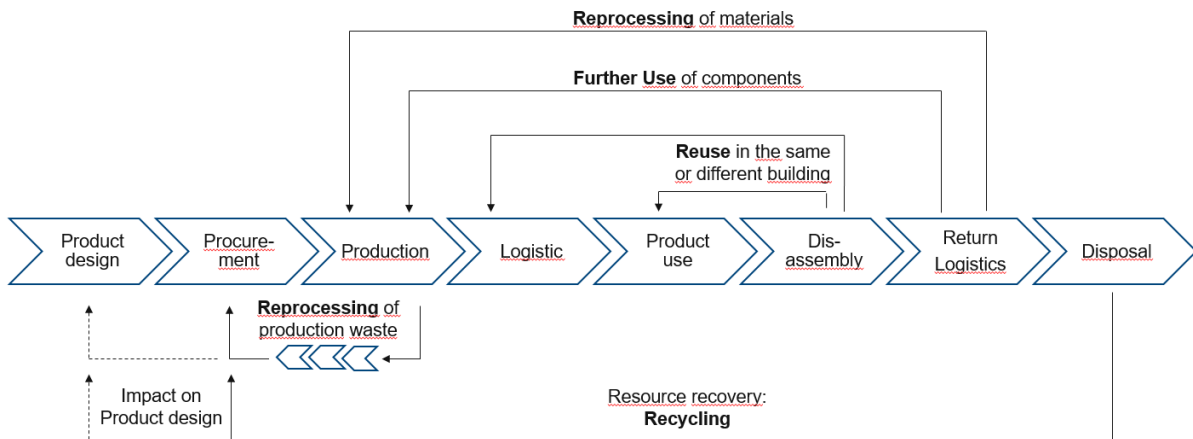 Reprocessing of materials
Further Use of components
Reuse in the same
or different building
Product
design
Procure-
ment
Production
Logistic
Product
use
Dis-
assembly
Return
Logistics
Disposal
Reprocessing of
production waste
Impact on
Product design
Resource recovery:
Recycling